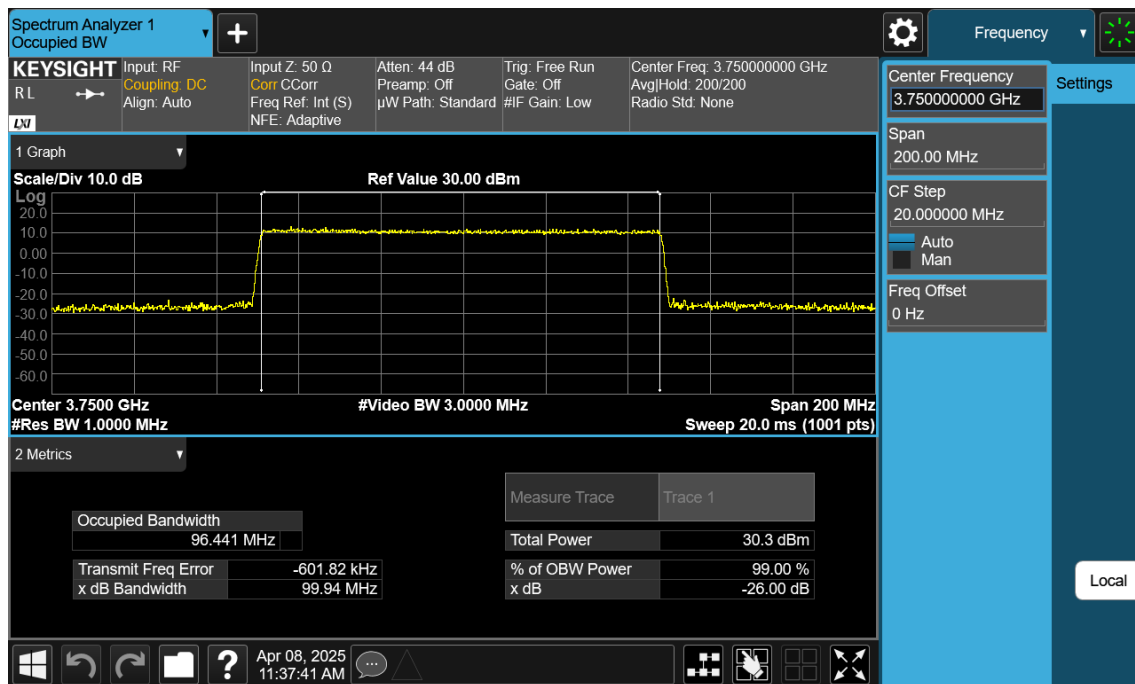 Spectrum Analyzer 1
Occupied BW
+
Frequency
KEYSIGHT
RL
LXI
Input: RF
Coupling: DC
Align: Auto
Input Z: 50 Ω
Corr CCorr
Freq Ref: Int (S)
NFE: Adaptive
Atten: 44 dB
Preamp: Off
µW Path: Standard
Trig: Free Run
Gate: Off
#IF Gain: Low
Center Freq: 3.750000000 GHz
Avg|Hold: 200/200
Radio Std: None
1 Graph
Scale/Div 10.0 dB
Ref Value 30.00 dBm
Log
20.0
10.0
0.00
-10.0
-20.0
-30.0
-40.0
-50.0
-60.0
Center 3.7500 GHz
#Video BW 3.0000 MHz
Span 200 MHz
#Res BW 1.0000 MHz
Sweep 20.0 ms (1001 pts)
2 Metrics
Measure Trace
Trace 1
Occupied Bandwidth
96.441 MHz
Total Power
30.3 dBm
Transmit Freq Error
-601.82 kHz
% of OBW Power
99.00 %
x dB Bandwidth
99.94 MHz
x dB
-26.00 dB
Center Frequency
3.750000000 GHz
Settings
Span
200.00 MHz
CF Step
20.000000 MHz
Auto
Man
Freq Offset
0 Hz
Local
?
Apr 08, 2025
11:37:41 AM